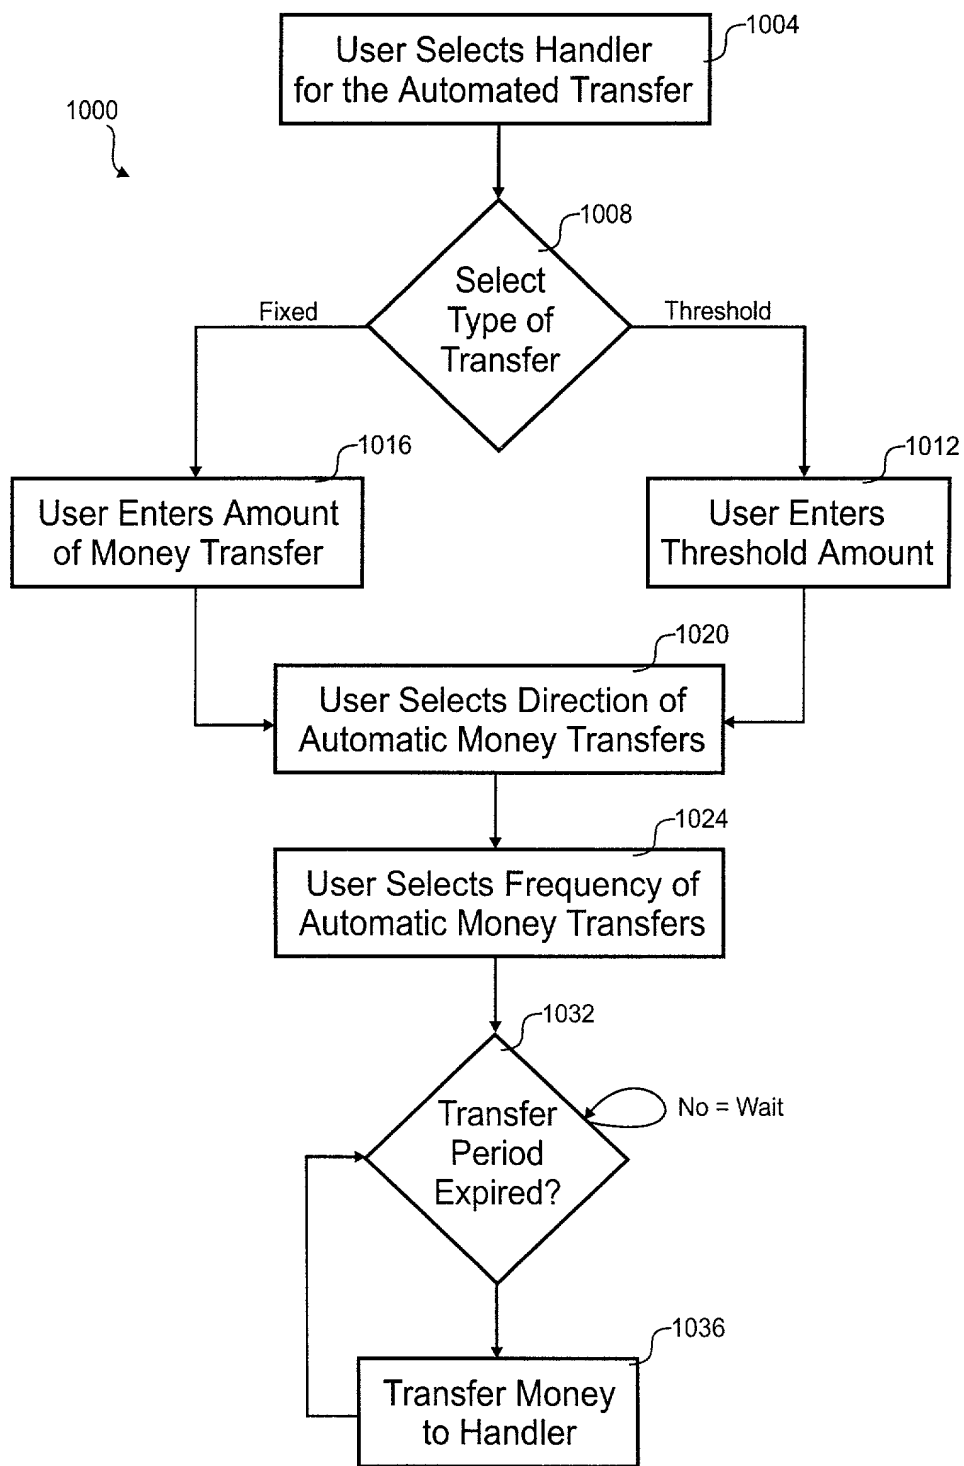 1004
User Selects Handler
for the Automated Transfer
1000
1008
Select
Type of
Transfer
Fixed
Threshold
1016
User Enters Amount
of Money Transfer
1012
User Enters
Threshold Amount
1020
User Selects Direction of
Automatic Money Transfers
1024
User Selects Frequency of
Automatic Money Transfers
1032
Transfer
Period
Expired?
No = Wait
1036
Transfer Money
to Handler